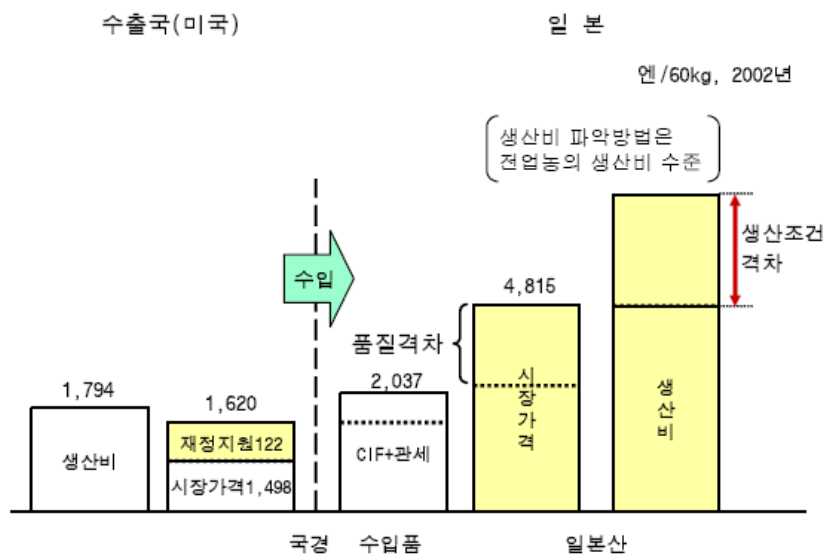 수출국(미국)
일 본
엔/60kg, 2002년
생산비 파악방법은
전업농의 생산비 수준
생산조건
격차
수입
4,815
품질격차
2,037
1,794
1,620
시장가격
생산비
생산비
재정지원122
시장가격1,498
CIF+관세
국경
수입품
일본산